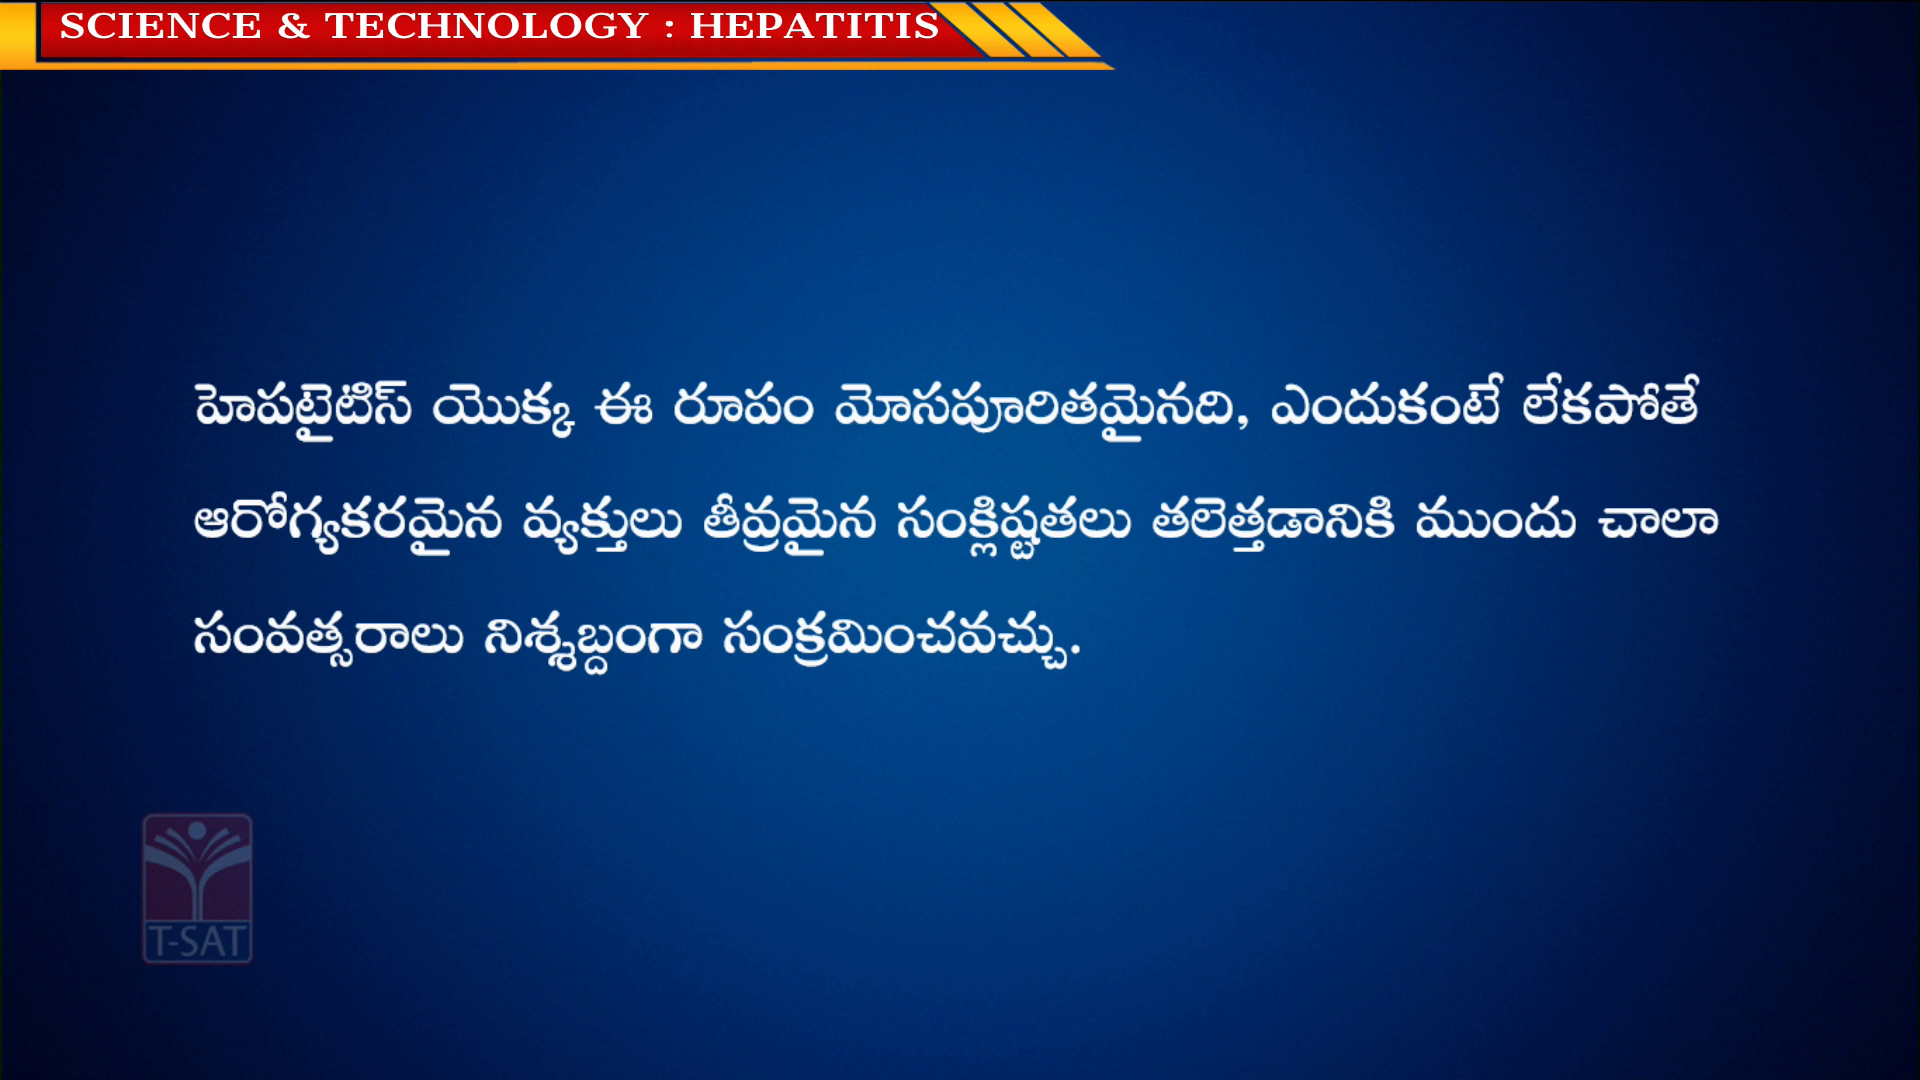 SCIENCE & TECHNOLOGY : HEPATITIS
హెపటైటిస్ యొక్క ఈ రూపం మోసపూరితమైనది, ఎందుకంటే లేకపోతే
ఆరోగ్యకరమైన వ్యక్తులు తీవ్రమైన సంక్లిష్టతలు తలెత్తడానికి ముందు చాలా
సంవత్సరాలు నిశ్శబ్దంగా సంక్రమించవచ్చు.
T-SAT